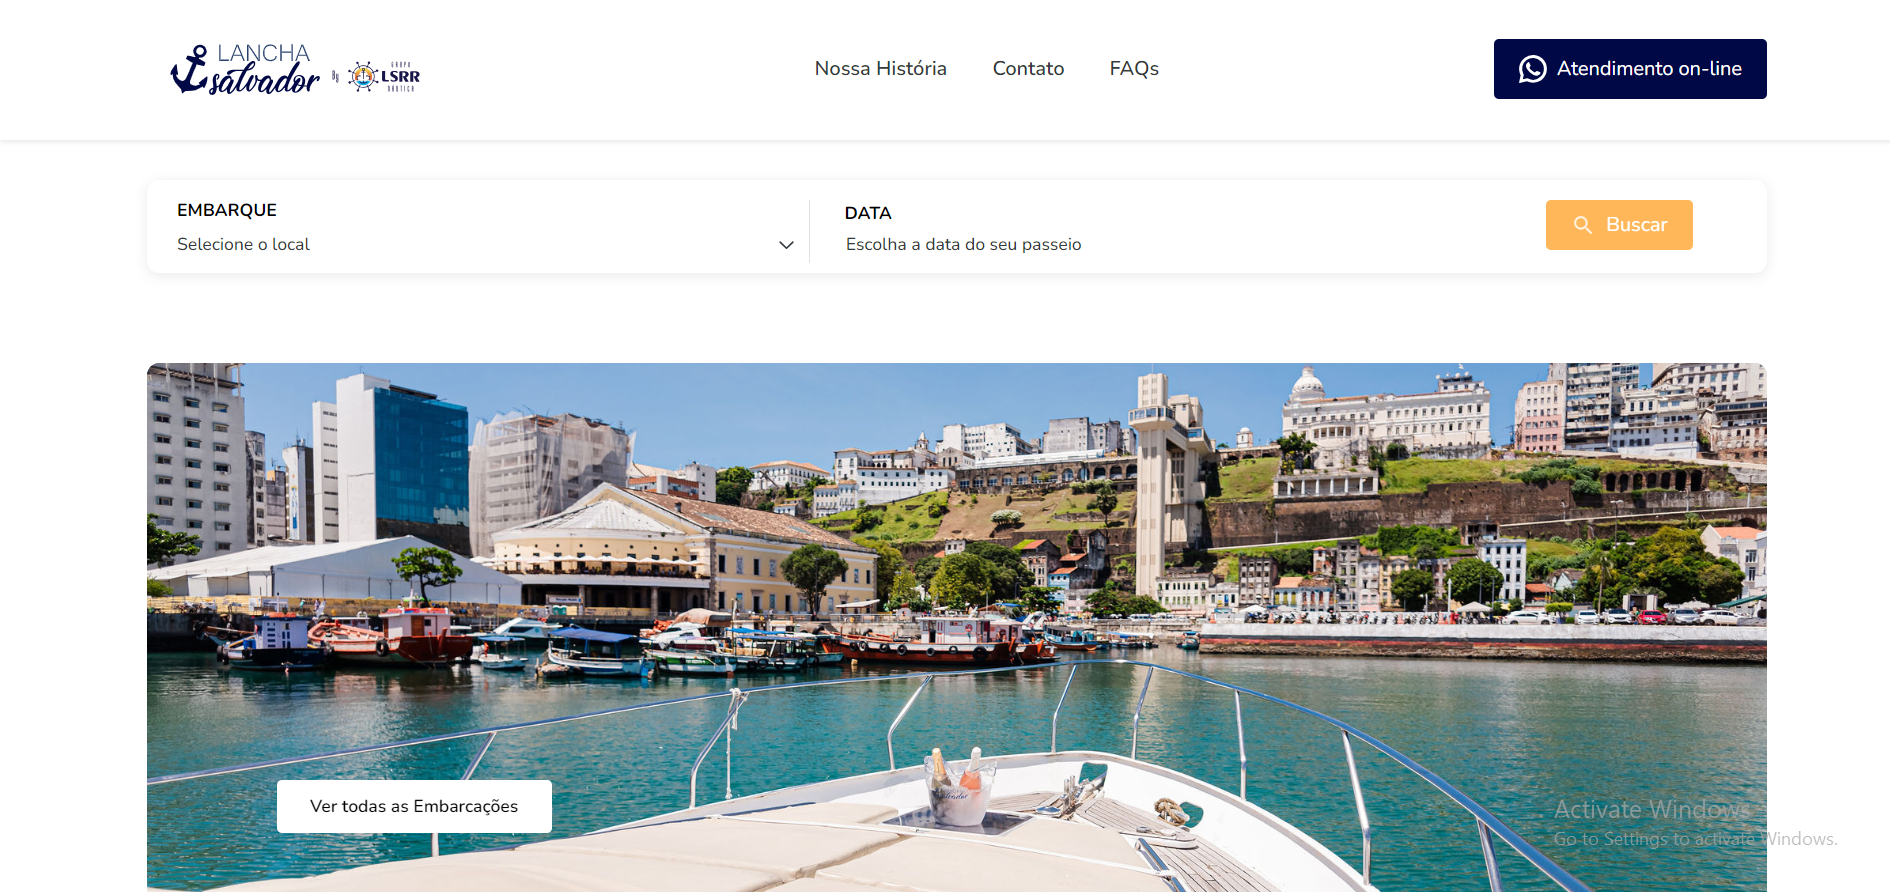 LANCHA
salvador
By
GRUPO
LSRR
NÁUTICA
Nossa História
Contato
FAQs
Atendimento on-line
EMBARQUE
Selecione o local
DATA
Escolha a data do seu passeio
Buscar
Ver todas as Embarcações
salvador
Activate Windows
Go to Settings to activate Windows.